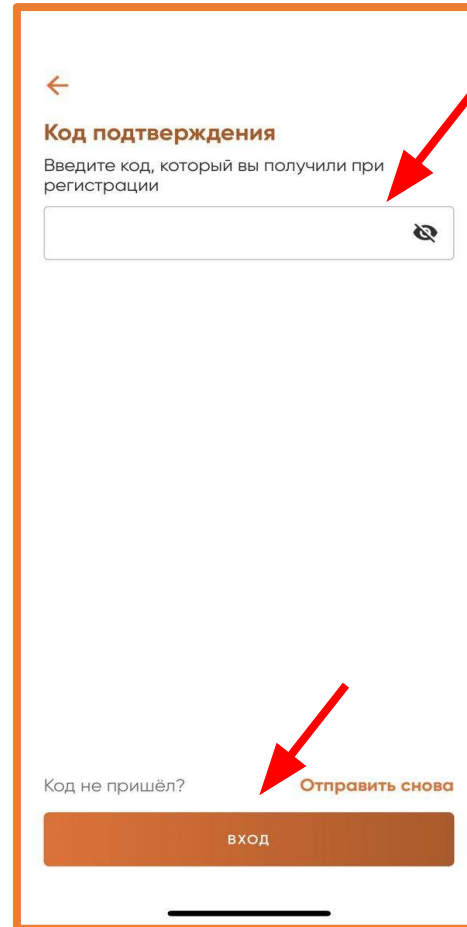 Код подтверждения
Введите код, который вы получили при
регистрации
Код не пришёл?
Отправить снова
ВХОД